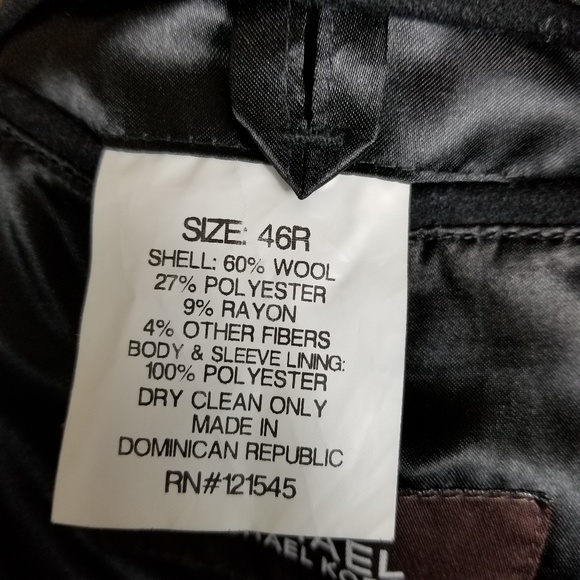 SIZE: 46R
SHELL: 60% WOOL
27% POLYESTER
9% RAYON
4% OTHER FIBERS
BODY & SLEEVE LINING:
100% POLYESTER
DRY CLEAN ONLY
MADE IN
DOMINICAN REPUBLIC
RN#121545